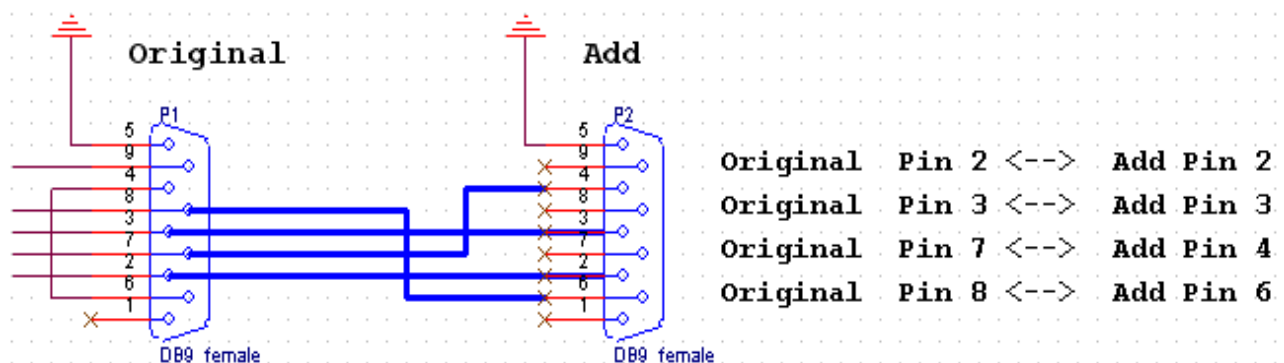 Original
Add
P1
5
9
4
8
3
7
2
6
1
DB9 female
P2
5
9
4
8
3
7
2
6
1
DB9 female
Original Pin 2 <--> Add Pin 2
Original Pin 3 <--> Add Pin 3
Original Pin 7 <--> Add Pin 4
Original Pin 8 <--> Add Pin 6